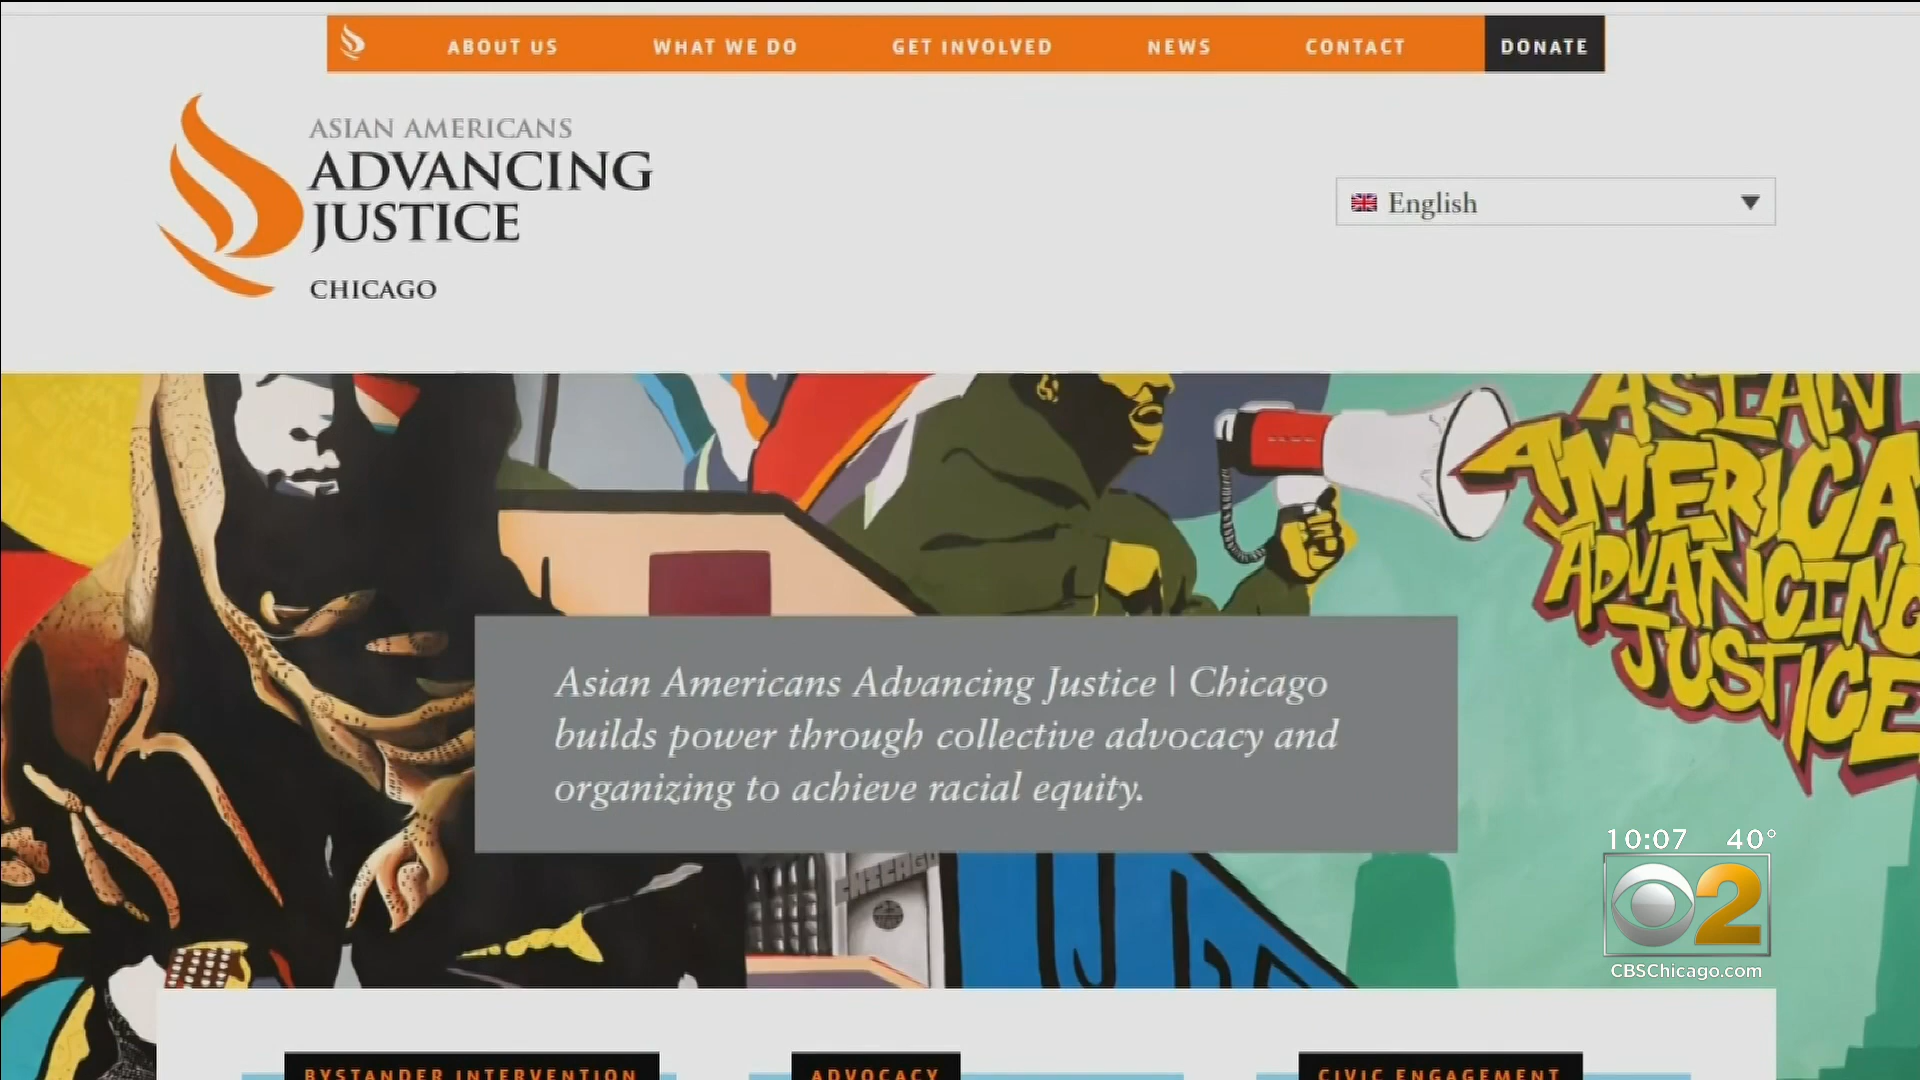 ABOUT US
WHAT WE DO
GET INVOLVED
NEWS
CONTACT
DONATE
ASIAN AMERICANS
ADVANCING
JUSTICE
CHICAGO
English
ASIAN
AMERICA
ADVANCING
JUSTICE
Asian Americans Advancing Justice | Chicago
builds power through collective advocacy and
organizing to achieve racial equity.
CHICAGO
10:07 40°
2
CBSChicago.com
BYSTANDER INTERVENTION
ADVOCACY
CIVIC ENGAGEMENT